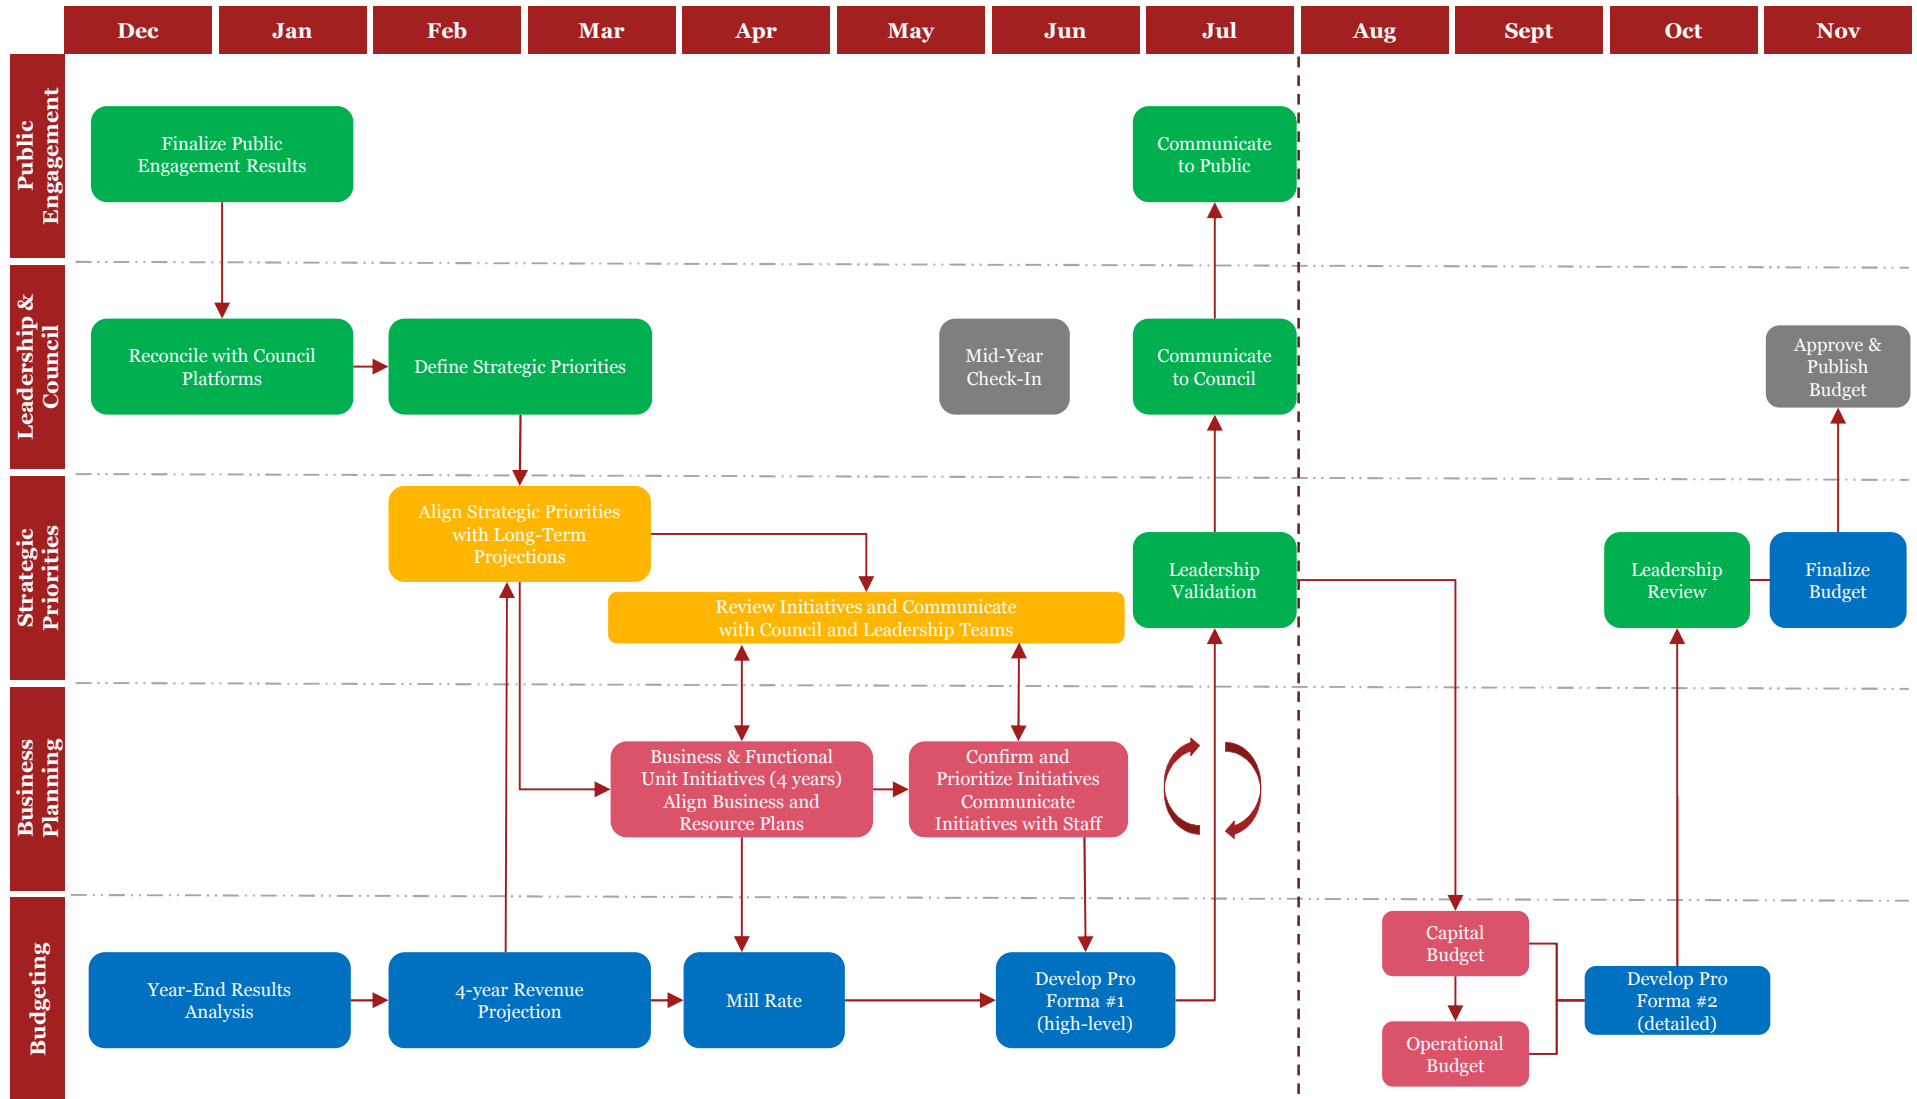 Dec
Jan
Feb
Mar
Apr
May
Jun
Jul
Aug
Sept
Oct
Nov
Public
Engagement
Finalize Public
Engagement Results
Communicate
to Public
Leadership &
Council
Reconcile with Council
Platforms
Define Strategic Priorities
Mid-Year
Check-In
Communicate
to Council
Approve &
Publish
Budget
Strategic
Priorities
Align Strategic Priorities
with Long-Term
Projections
Review Initiatives and Communicate
with Council and Leadership Teams
Leadership
Validation
Leadership
Review
Finalize
Budget
Business
Planning
Business & Functional
Unit Initiatives (4 years)
Align Business and
Resource Plans
Confirm and
Prioritize Initiatives
Communicate
Initiatives with Staff
Budgeting
Year-End Results
Analysis
4-year Revenue
Projection
Mill Rate
Develop Pro
Forma #1
(high-level)
Capital
Budget
Operational
Budget
Develop Pro
Forma #2
(detailed)